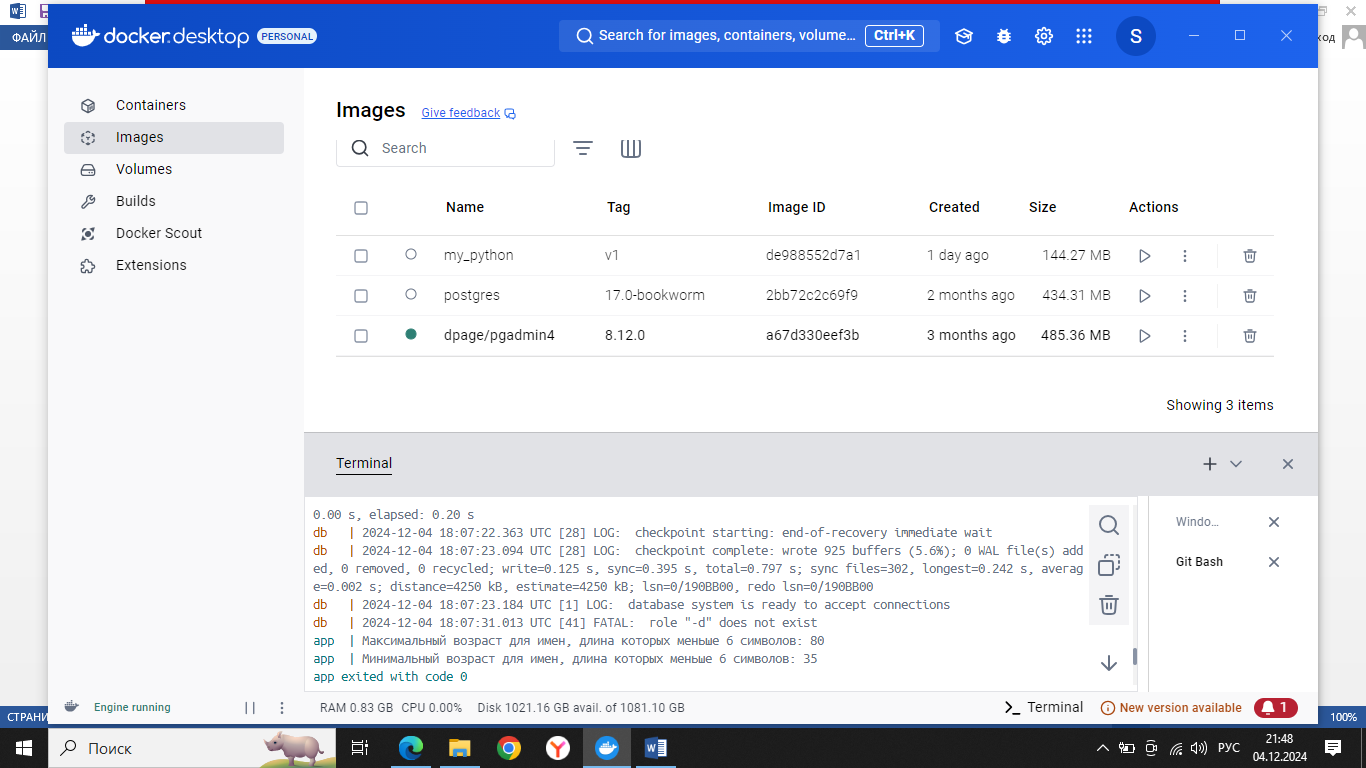 ФАЙЛ
docker.desktop PERSONAL
Search for images, containers, volume... Ctrl+K
S
ход
Containers
Images
Volumes
Builds
Docker Scout
Extensions
Images Give feedback
Search
Name Tag Image ID Created Size Actions
my_python v1 de988552d7a1 1 day ago 144.27 MB
postgres 17.0-bookworm 2bb72c2c69f9 2 months ago 434.31 MB
dpage/pgadmin4 8.12.0 a67d330eef3b 3 months ago 485.36 MB
Showing 3 items
Terminal
0.00 s, elapsed: 0.20 s
db | 2024-12-04 18:07:22.363 UTC [28] LOG: checkpoint starting: end-of-recovery immediate wait
db | 2024-12-04 18:07:23.094 UTC [28] LOG: checkpoint complete: wrote 925 buffers (5.6%); 0 WAL file(s) add
ed, 0 removed, 0 recycled; write=0.125 s, sync=0.395 s, total=0.797 s; sync files=302, longest=0.242 s, averag
e=0.002 s; distance=4250 kB, estimate=4250 kB; lsn=0/190BB00, redo lsn=0/190BB00
db | 2024-12-04 18:07:23.184 UTC [1] LOG: database system is ready to accept connections
db | 2024-12-04 18:07:31.013 UTC [41] FATAL: role "-d" does not exist
app | Максимальный возраст для имен, длина которых меньше 6 символов: 80
app | Минимальный возраст для имен, длина которых меньше 6 символов: 35
app exited with code 0
Windo...
Git Bash
СТРАНИ
Engine running
RAM 0.83 GB CPU 0.00% Disk 1021.16 GB avail. of 1081.10 GB
Terminal
New version available
1
100%
Поиск
РУС
21:48
04.12.2024